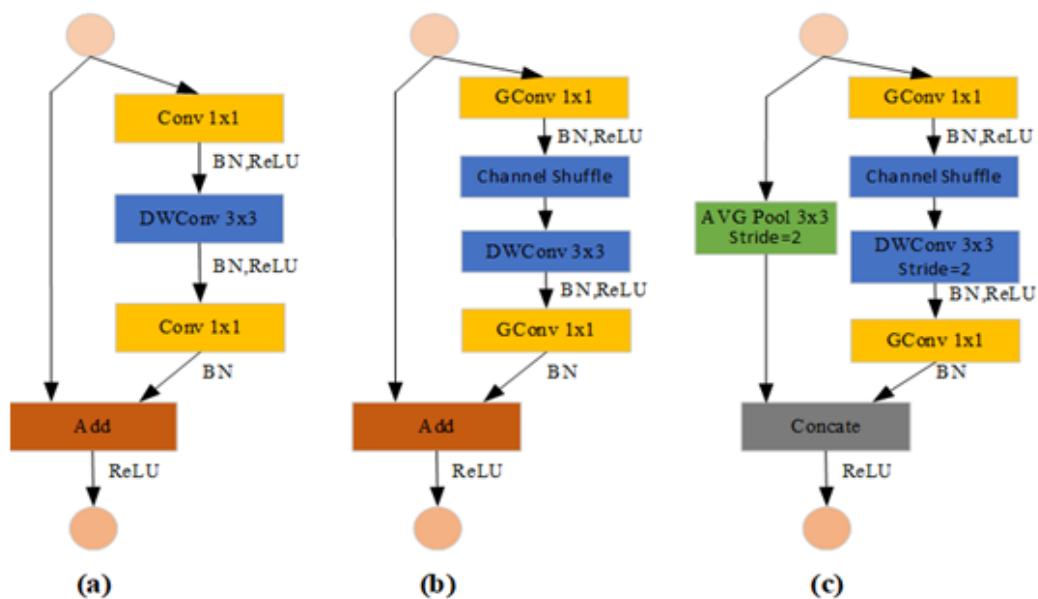 Conv 1x1
BN,ReLU
DWConv 3x3
BN,ReLU
Conv 1x1
BN
Add
ReLU
(a)
GConv 1x1
BN,ReLU
Channel Shuffle
DWConv 3x3
BN,ReLU
GConv 1x1
BN
Add
ReLU
(b)
GConv 1x1
BN,ReLU
Channel Shuffle
AVG Pool 3x3
Stride=2
DWConv 3x3
Stride=2
BN,ReLU
GConv 1x1
BN
Concate
ReLU
(c)